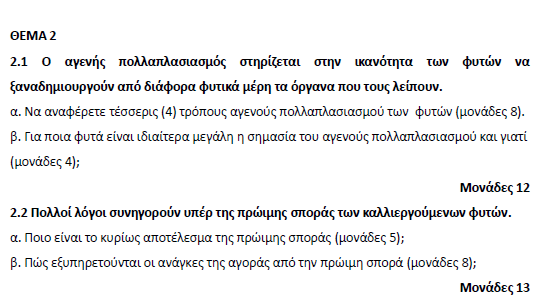 ΘΕΜΑ 2
2.1 Ο αγενής πολλαπλασιασμός στηρίζεται στην ικανότητα των φυτών να
ξαναδημιουργούν από διάφορα φυτικά μέρη τα όργανα που τους λείπουν.
α. Να αναφέρετε τέσσερις (4) τρόπους αγενούς πολλαπλασιασμού των φυτών (μονάδες 8).
β. Για ποια φυτά είναι ιδιαίτερα μεγάλη η σημασία του αγενούς πολλαπλασιασμού και γιατί
(μονάδες 4);
Μονάδες 12
2.2 Πολλοί λόγοι συνηγορούν υπέρ της πρώιμης σποράς των καλλιεργούμενων φυτών.
α. Ποιο είναι το κυρίως αποτέλεσμα της πρώιμης σποράς (μονάδες 5);
β. Πώς εξυπηρετούνται οι ανάγκες της αγοράς από την πρώιμη σπορά (μονάδες 8);
Μονάδες 13